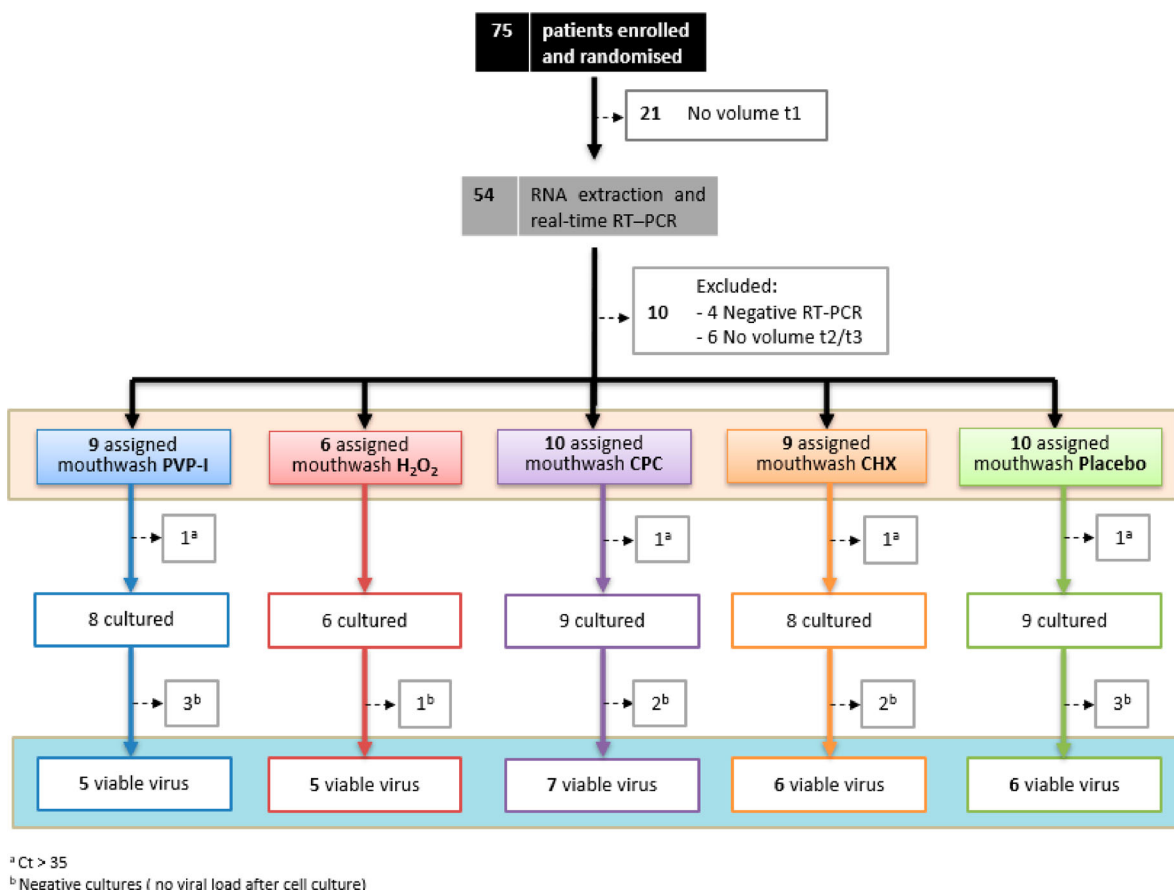 75 patients enrolled
and randomised
21 No volume t1
54 RNA extraction and
real-time RT–PCR
Excluded:
10 - 4 Negative RT-PCR
- 6 No volume t2/t3
9 assigned
mouthwash PVP-I
6 assigned
mouthwash H₂O₂
10 assigned
mouthwash CPC
9 assigned
mouthwash CHX
10 assigned
mouthwash Placebo
1ᵃ
1ᵃ
1ᵃ
1ᵃ
8 cultured
6 cultured
9 cultured
8 cultured
9 cultured
3ᵇ
1ᵇ
2ᵇ
2ᵇ
3ᵇ
5 viable virus
5 viable virus
7 viable virus
6 viable virus
6 viable virus
ᵃ Ct > 35
ᵇ Negative cultures ( no viral load after cell culture)